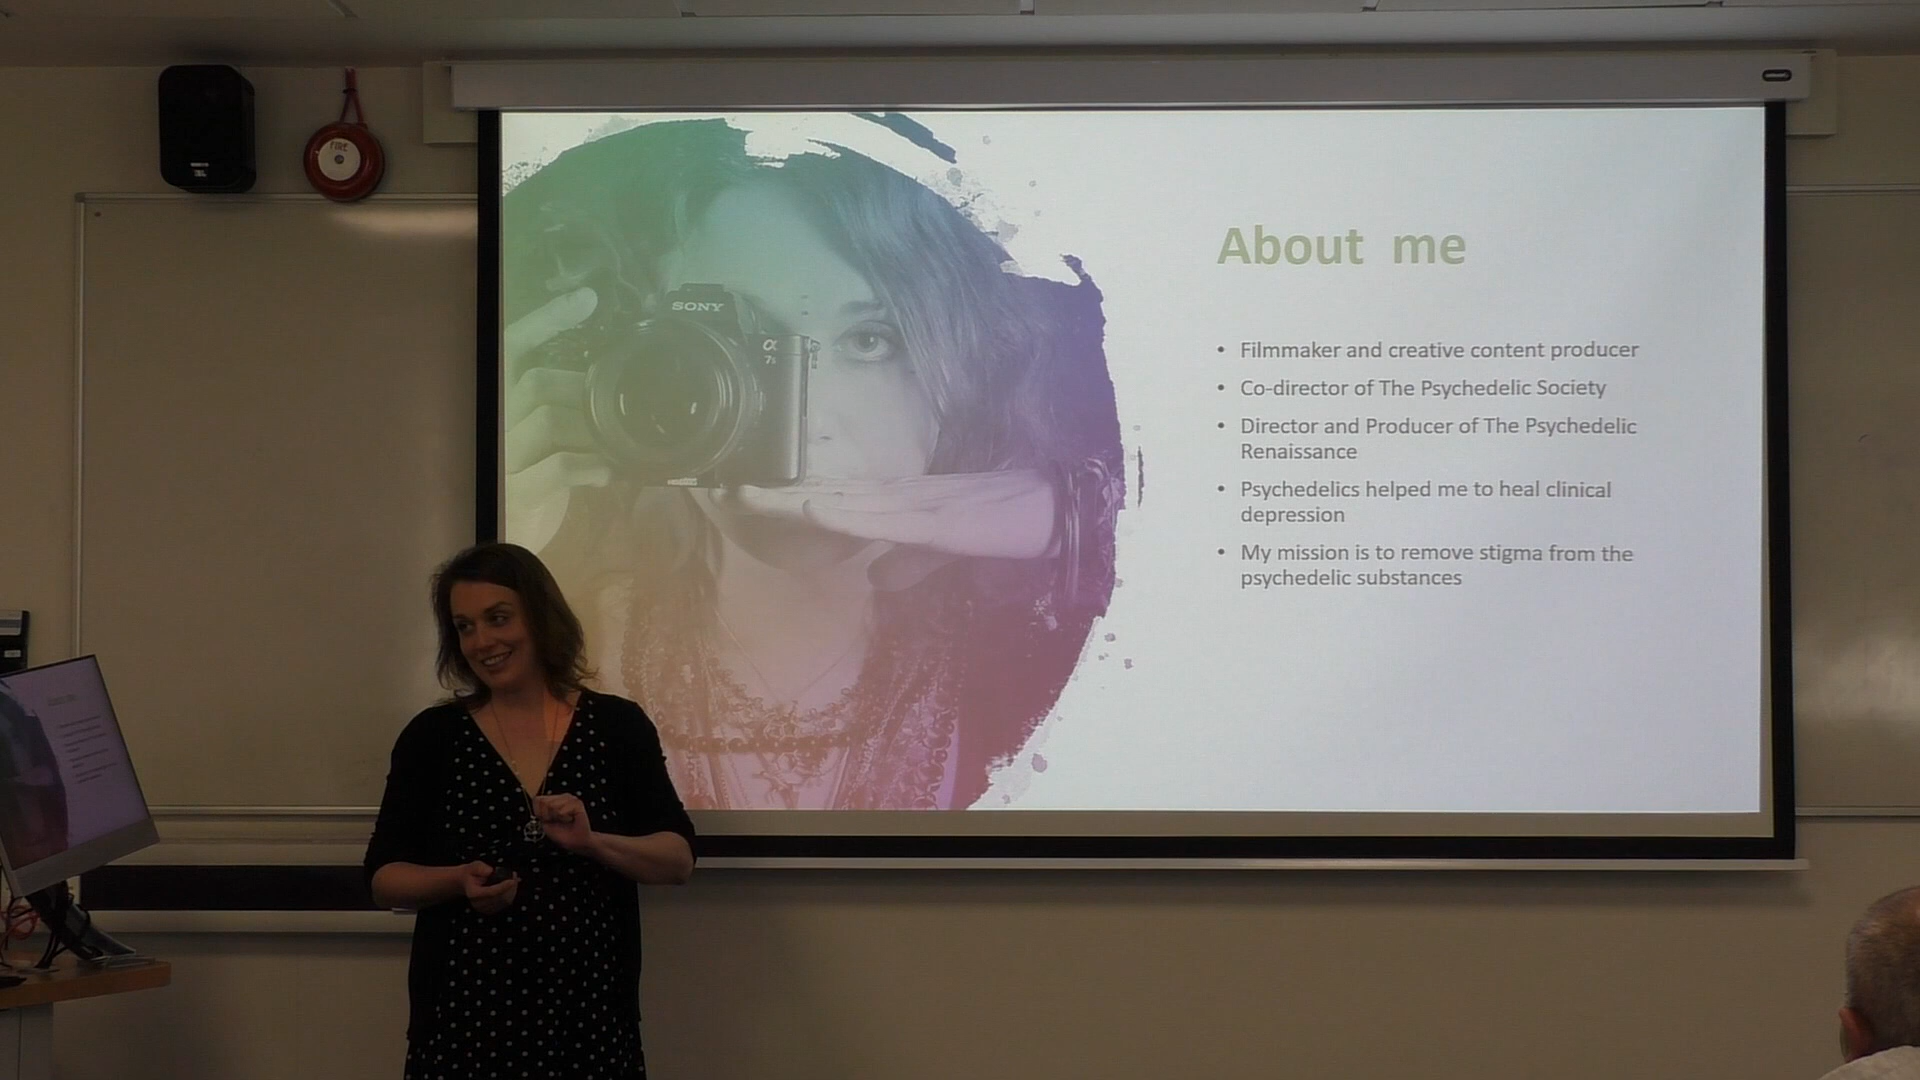 FIRE
JBL
SONY
α
7s
About me
• Filmmaker and creative content producer
• Co-director of The Psychedelic Society
• Director and Producer of The Psychedelic
Renaissance
• Psychedelics helped me to heal clinical
depression
• My mission is to remove stigma from the
psychedelic substances